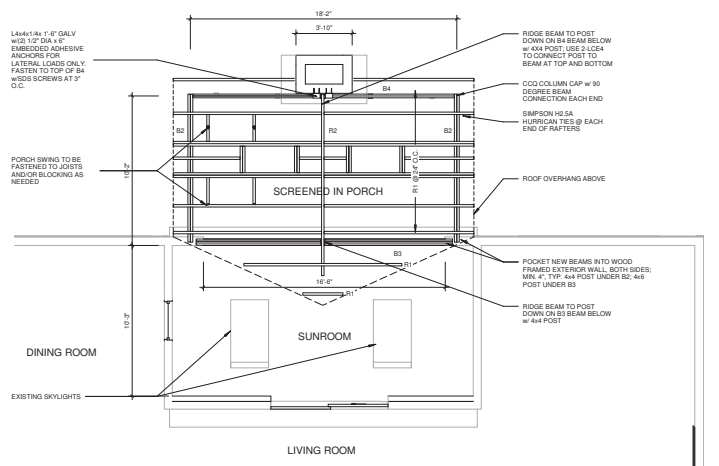 18'-2"
3'-10"
L4x4x1/4x 1'-6" GALV
w/(2) 1/2" DIA x 6"
EMBEDDED ADHESIVE
ANCHORS FOR
LATERAL LOADS ONLY.
FASTEN TO TOP OF B4
w/SDS SCREWS AT 3"
O.C.
RIDGE BEAM TO POST
DOWN ON B4 BEAM BELOW
w/ 4X4 POST; USE 2-LCE4
TO CONNECT POST TO
BEAM AT TOP AND BOTTOM
B4
CCQ COLUMN CAP w/ 90
DEGREE BEAM
CONNECTION EACH END
SIMPSON H2.5A
HURRICAN TIES @ EACH
END OF RAFTERS
B2
R2
B2
PORCH SWING TO BE
FASTENED TO JOISTS
AND/OR BLOCKING AS
NEEDED
10'-2"
R1 @ 24" O.C.
SCREENED IN PORCH
ROOF OVERHANG ABOVE
B3
R1
POCKET NEW BEAMS INTO WOOD
FRAMED EXTERIOR WALL, BOTH SIDES;
MIN. 4", TYP. 4x4 POST UNDER B2; 4x6
POST UNDER B3
16'-6"
R1
10'-3"
RIDGE BEAM TO POST
DOWN ON B3 BEAM BELOW
w/ 4x4 POST
SUNROOM
DINING ROOM
EXISTING SKYLIGHTS
LIVING ROOM